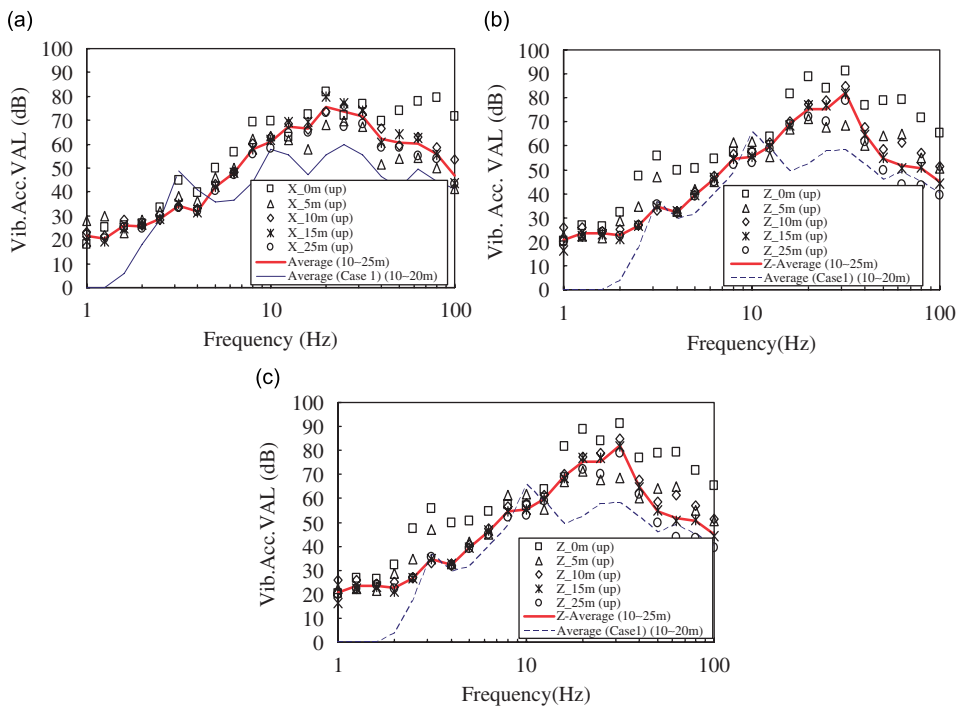 (a)
Vib.Acc.VAL (dB)
100
90
80
70
60
50
40
30
20
10
0
X_0m (up)
X_5m (up)
X_10m (up)
X_15m (up)
X_25m (up)
Average (10~25m)
Average (Case 1) (10~20m)
1
10
100
Frequency (Hz)
(b)
Vib.Acc. VAL (dB)
100
90
80
70
60
50
40
30
20
10
0
Z_0m (up)
Z_5m (up)
Z_10m (up)
Z_15m (up)
Z_25m (up)
Z-Average (10~25m)
Average (Case1) (10~20m)
1
10
100
Frequency(Hz)
(c)
Vib.Acc.VAL (dB)
100
90
80
70
60
50
40
30
20
10
0
Z_0m (up)
Z_5m (up)
Z_10m (up)
Z_15m (up)
Z_25m (up)
Z-Average (10~25m)
Average (Case1) (10~20m)
1
10
100
Frequency(Hz)